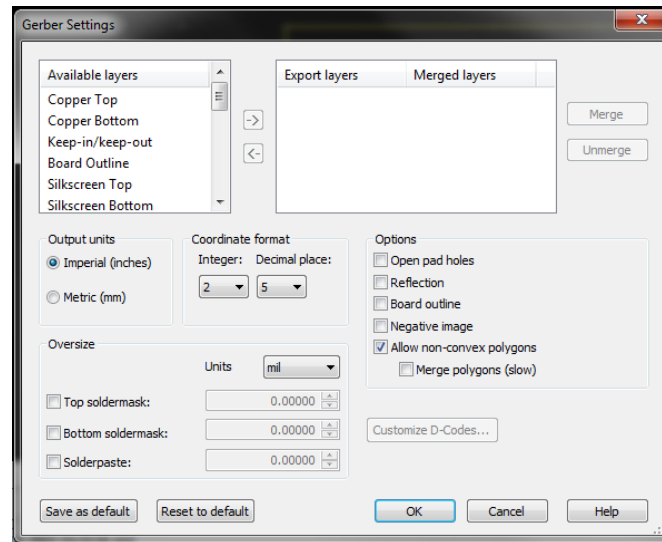 Gerber Settings
Available layers
Copper Top
Copper Bottom
Keep-in/keep-out
Board Outline
Silkscreen Top
Silkscreen Bottom
->
<-
Export layers Merged layers
Merge
Unmerge
Output units
Imperial (inches)
Metric (mm)
Coordinate format
Integer: Decimal place:
2 5
Options
Open pad holes
Reflection
Board outline
Negative image
Allow non-convex polygons
Merge polygons (slow)
Oversize
Units mil
Top soldermask: 0.00000
Bottom soldermask: 0.00000
Solderpaste: 0.00000
Customize D-Codes...
Save as default Reset to default OK Cancel Help